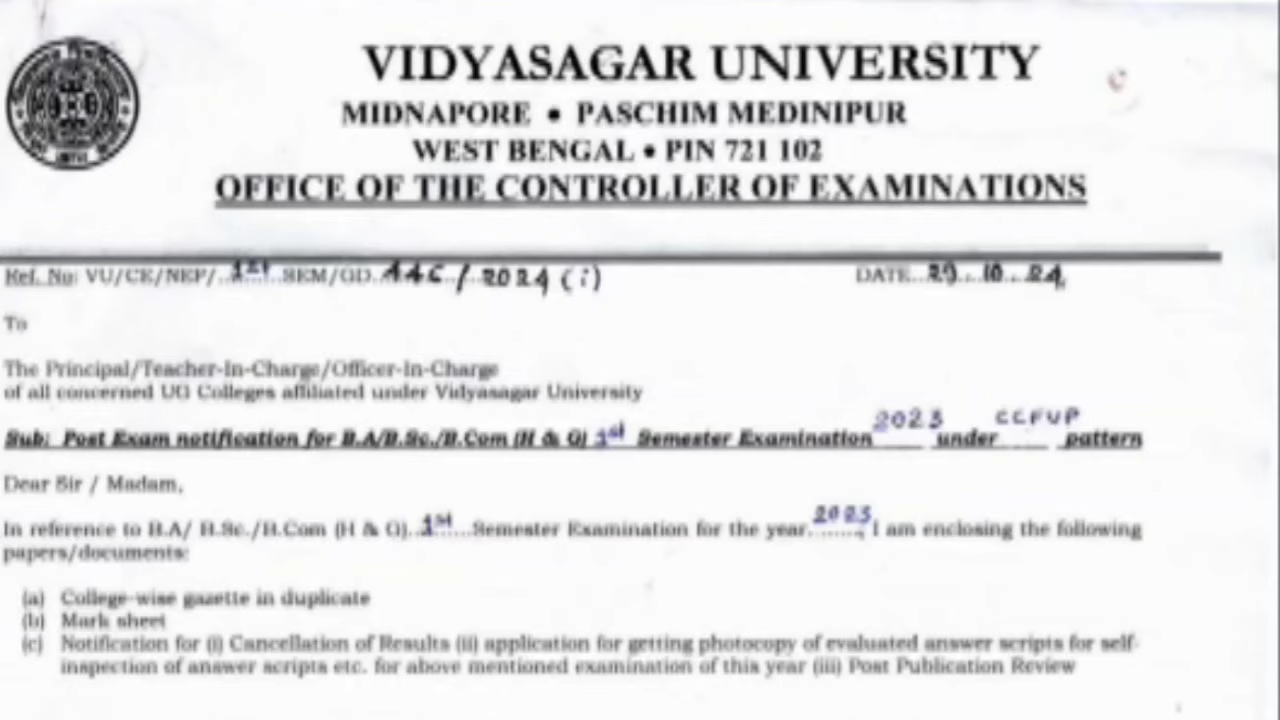 VIDYASAGAR UNIVERSITY
MIDNAPORE • PASCHIM MEDINIPUR
WEST BENGAL • PIN 721 102
OFFICE OF THE CONTROLLER OF EXAMINATIONS
Ref. No: VU/CE/NEP/..1st....SEM/GD..446../2024 (i) DATE...29..10..24.
To
The Principal/Teacher-In-Charge/Officer-In-Charge
of all concerned UG Colleges affiliated under Vidyasagar University
Sub: Post Exam notification for B.A/B.Sc./B.Com (H & G) 1st Semester Examination 2023 under CCFUP pattern
Dear Sir / Madam,
In reference to B.A/ B.Sc./B.Com (H & G)..1st....Semester Examination for the year.2023, I am enclosing the following
papers/documents:
(a) College-wise gazette in duplicate
(b) Mark sheet
(c) Notification for (i) Cancellation of Results (ii) application for getting photocopy of evaluated answer scripts for self-
inspection of answer scripts etc. for above mentioned examination of this year (iii) Post Publication Review